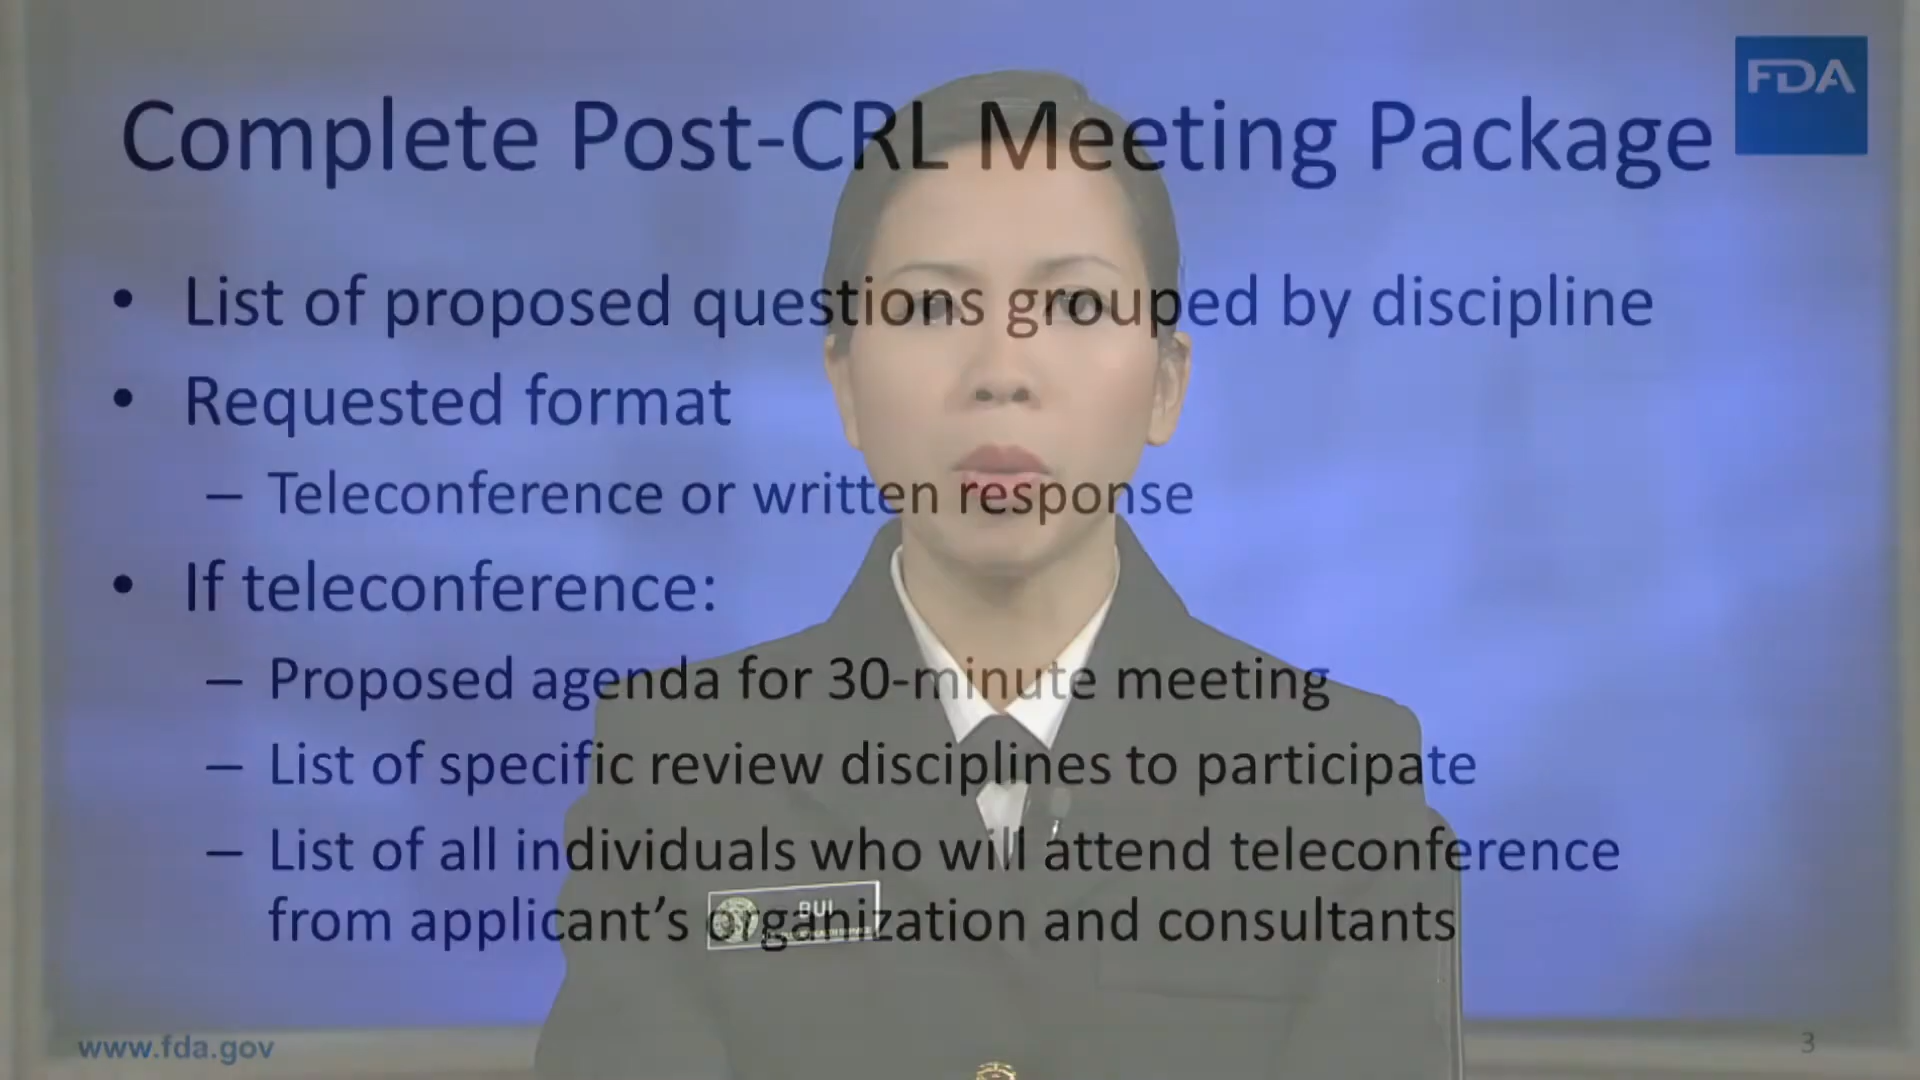 FDA
Complete Post-CRL Meeting Package
• List of proposed questions grouped by discipline
• Requested format
– Teleconference or written response
• If teleconference:
– Proposed agenda for 30-minute meeting
– List of specific review disciplines to participate
– List of all individuals who will attend teleconference
from applicant's organization and consultants
BUI
www.fda.gov
3